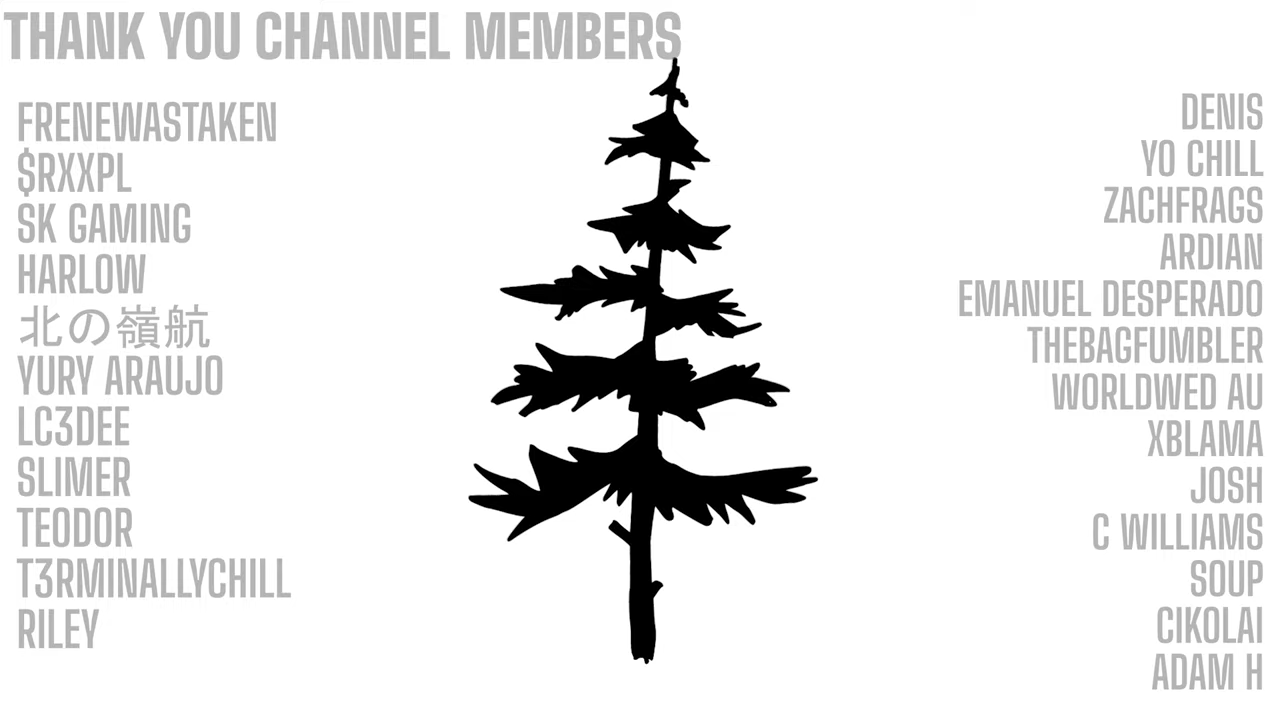 THANK YOU CHANNEL MEMBERS
FRENEWASTAKEN
$RXXPL
SK GAMING
HARLOW
北の嶺航
YURY ARAUJO
LC3DEE
SLIMER
TEODOR
T3RMINALLYCHILL
RILEY
DENIS
YO CHILL
ZACHFRAGS
ARDIAN
EMANUEL DESPERADO
THEBAGFUMBLER
WORLDWED AU
XBLAMA
JOSH
C WILLIAMS
SOUP
CIKOLAI
ADAM H